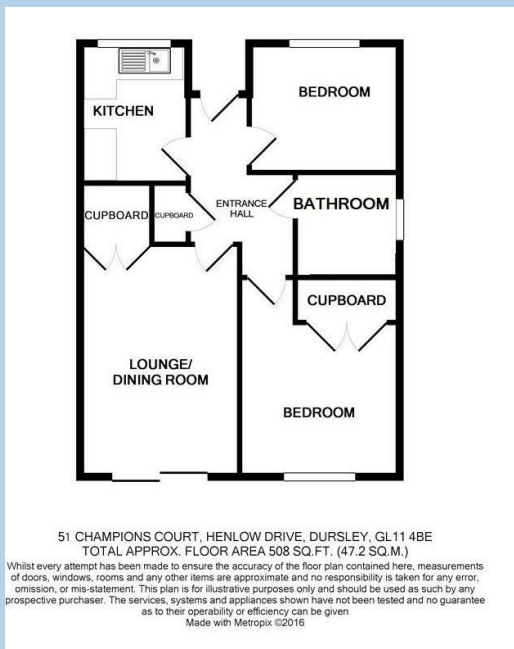 KITCHEN
BEDROOM
CUPBOARD
CUPBOARD
ENTRANCE
HALL
BATHROOM
CUPBOARD
LOUNGE/
DINING ROOM
BEDROOM
51 CHAMPIONS COURT, HENLOW DRIVE, DURSLEY, GL11 4BE
TOTAL APPROX. FLOOR AREA 508 SQ.FT. (47.2 SQ.M.)
Whilst every attempt has been made to ensure the accuracy of the floor plan contained here, measurements
of doors, windows, rooms and any other items are approximate and no responsibility is taken for any error,
omission, or mis-statement. This plan is for illustrative purposes only and should be used as such by any
prospective purchaser. The services, systems and appliances shown have not been tested and no guarantee
as to their operability or efficiency can be given
Made with Metropix ©2016